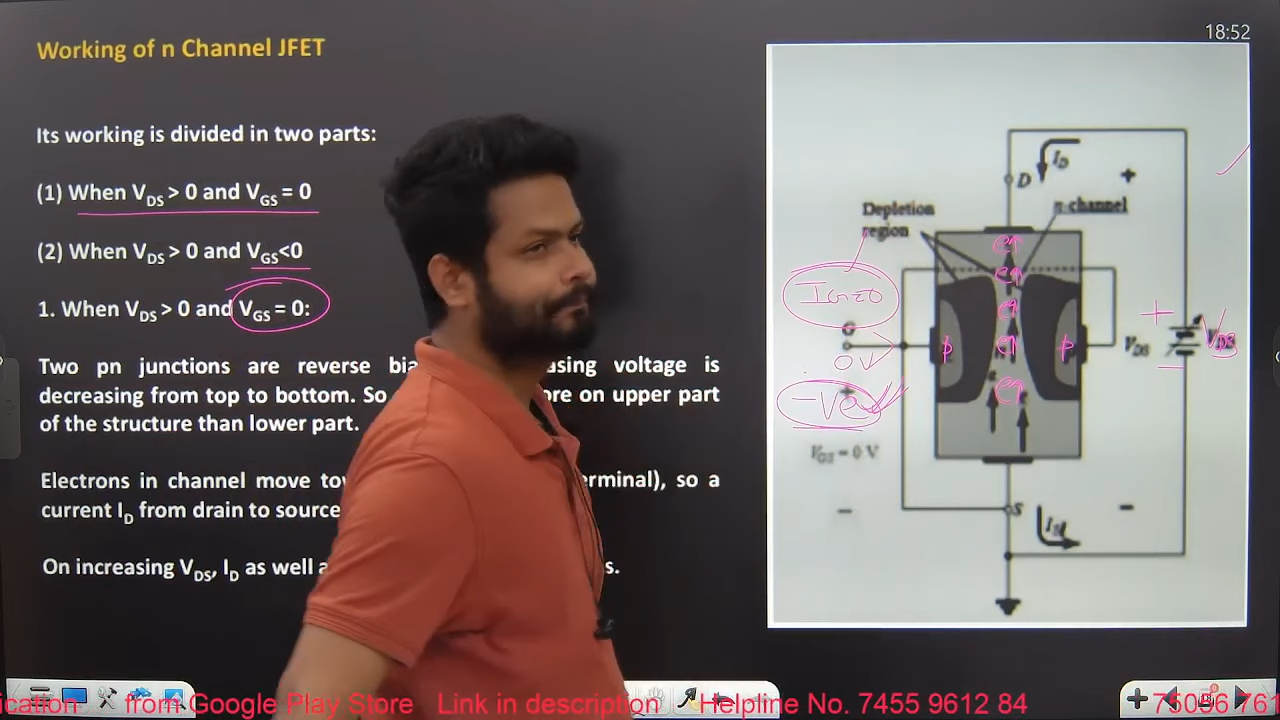 18:52
Working of n Channel JFET
Its working is divided in two parts:
(1) When VDS > 0 and VGS = 0
(2) When VDS > 0 and VGS<0
1. When VDS > 0 and VGS = 0:
Two pn junctions are reverse voltage is
decreasing from top to bottom. So on upper part
of the structure than lower part.
Electrons in channel move so a
current ID from drain to source
On increasing VDS, ID as well
ID
D
+
Depletion
region
n-channel
e
e
IG=0
e
G
p
e
p
VDS
+
VDS
0V
-
+
-Ve
e
e
VGS = 0 V
-
S
-
IS
from Google Play Store Link in description Helpline No. 7455 9612 84